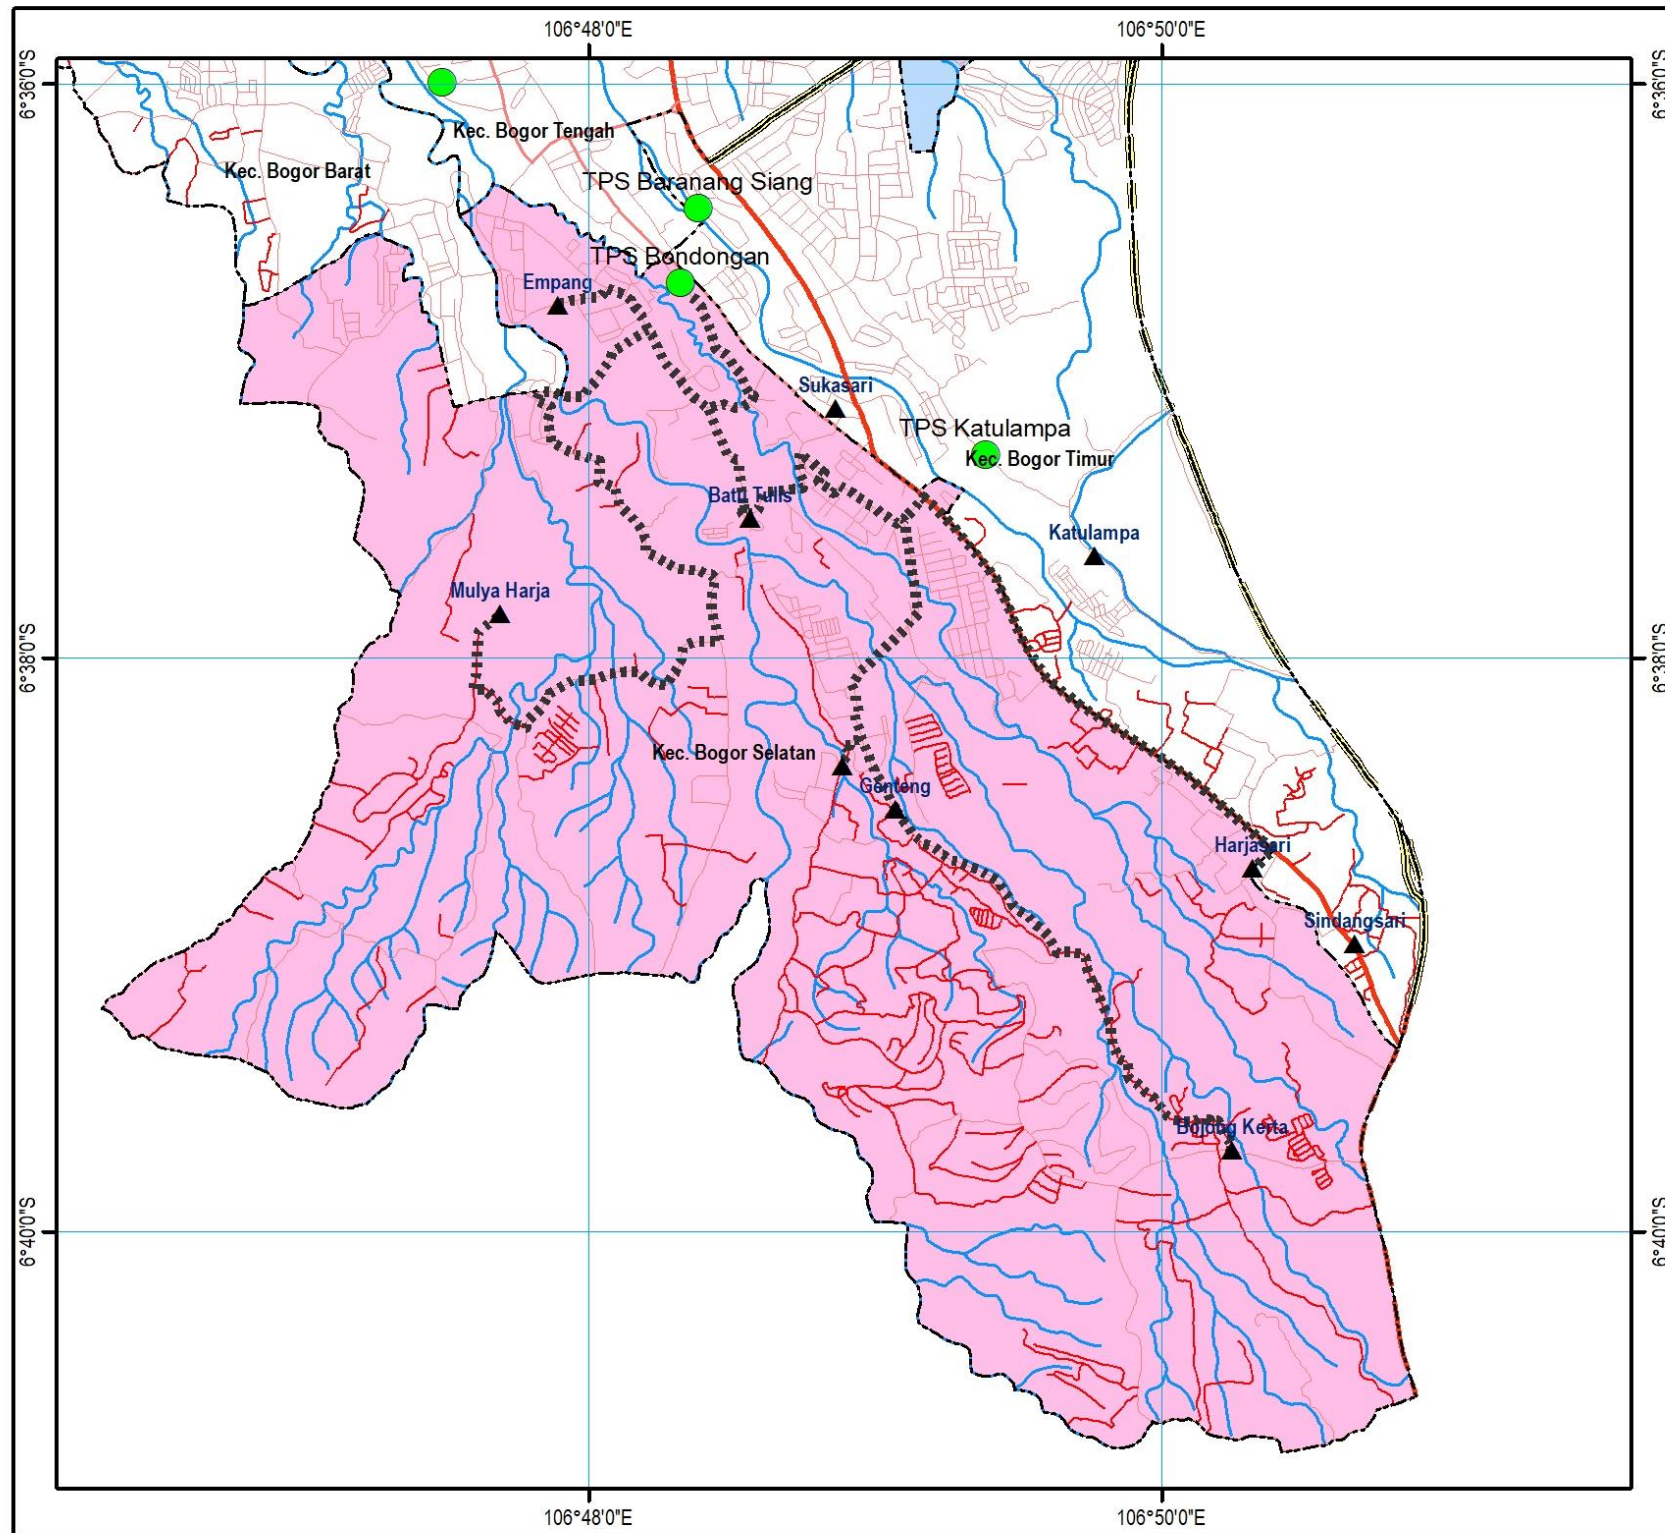 106°48'0"E
106°50'0"E
6°36'0"S
6°36'0"S
Kec. Bogor Tengah
Kec. Bogor Barat
TPS Baranang Siang
TPS Bondongan
Empang
Sukasari
TPS Katulampa
Kec. Bogor Timur
Batu Tulis
Katulampa
Mulya Harja
6°38'0"S
6°38'0"S
Kec. Bogor Selatan
Genteng
Harjasari
Sindangsari
Bojong Kerta
6°40'0"S
6°40'0"S
106°48'0"E
106°50'0"E